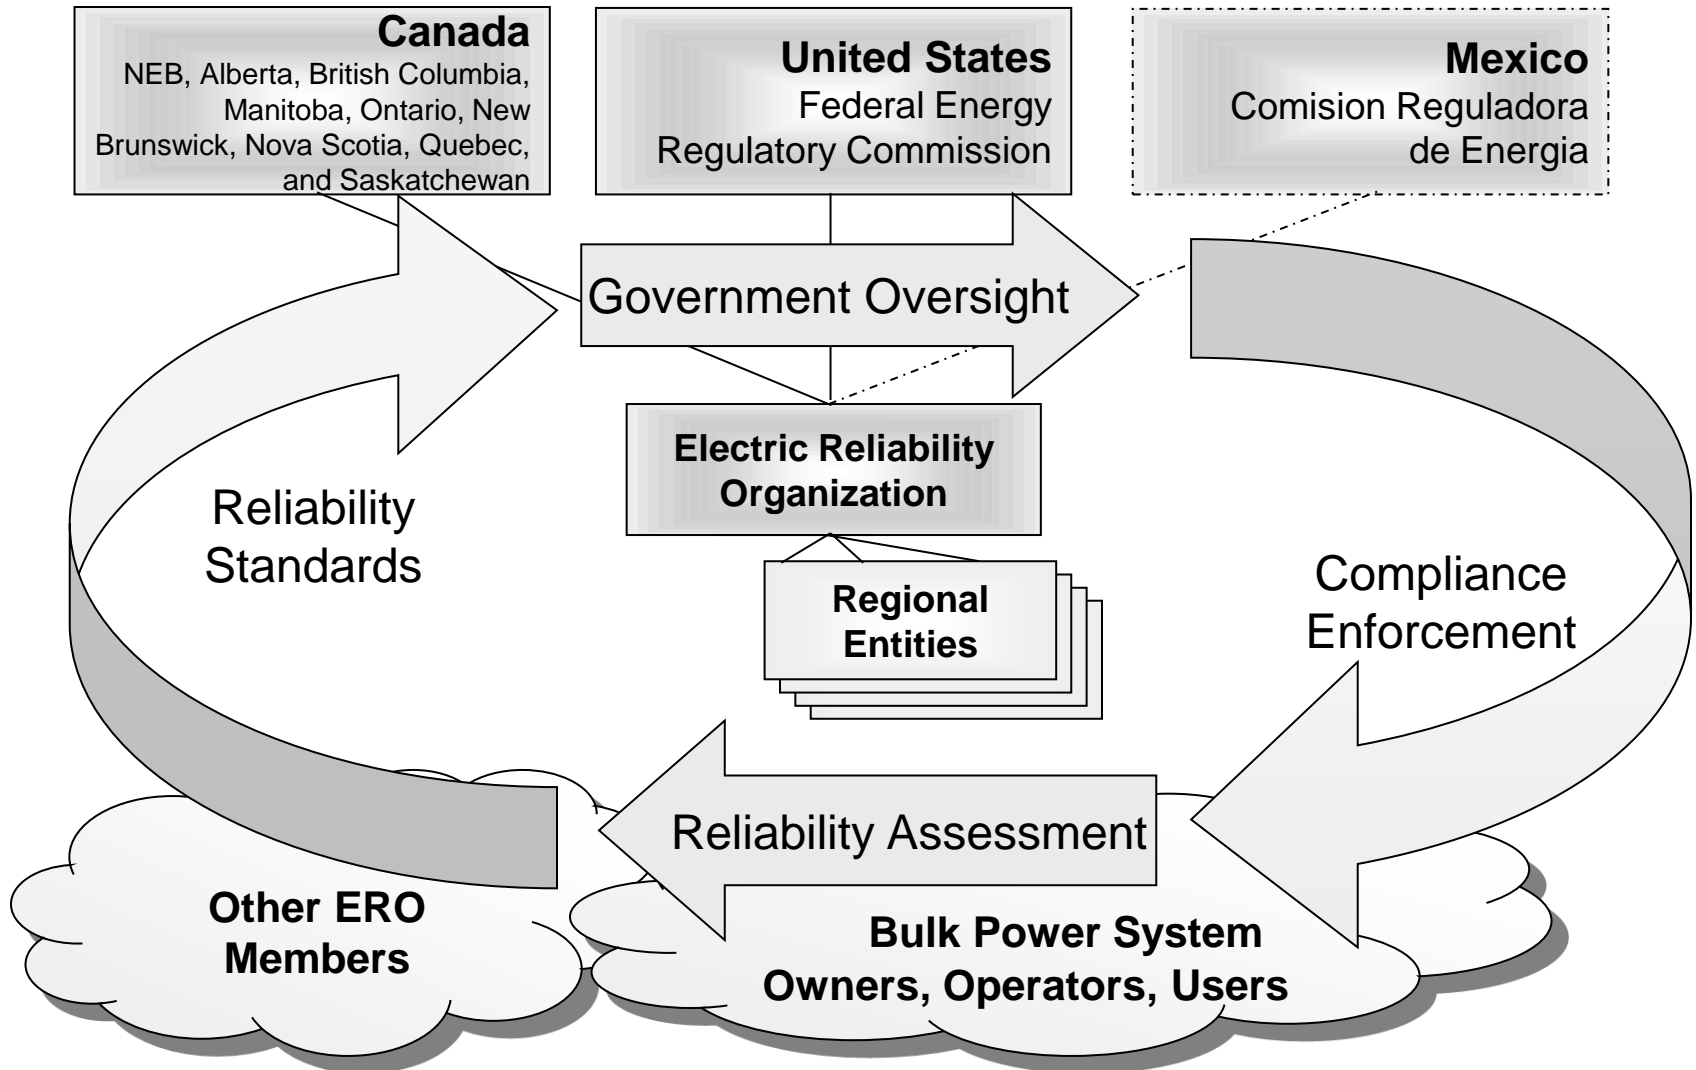 Canada
NEB, Alberta, British Columbia,
Manitoba, Ontario, New
Brunswick, Nova Scotia, Quebec,
and Saskatchewan
United States
Federal Energy
Regulatory Commission
Mexico
Comision Reguladora
de Energia
Government Oversight
Electric Reliability
Organization
Reliability
Standards
Regional
Entities
Compliance
Enforcement
Reliability Assessment
Other ERO
Members
Bulk Power System
Owners, Operators, Users